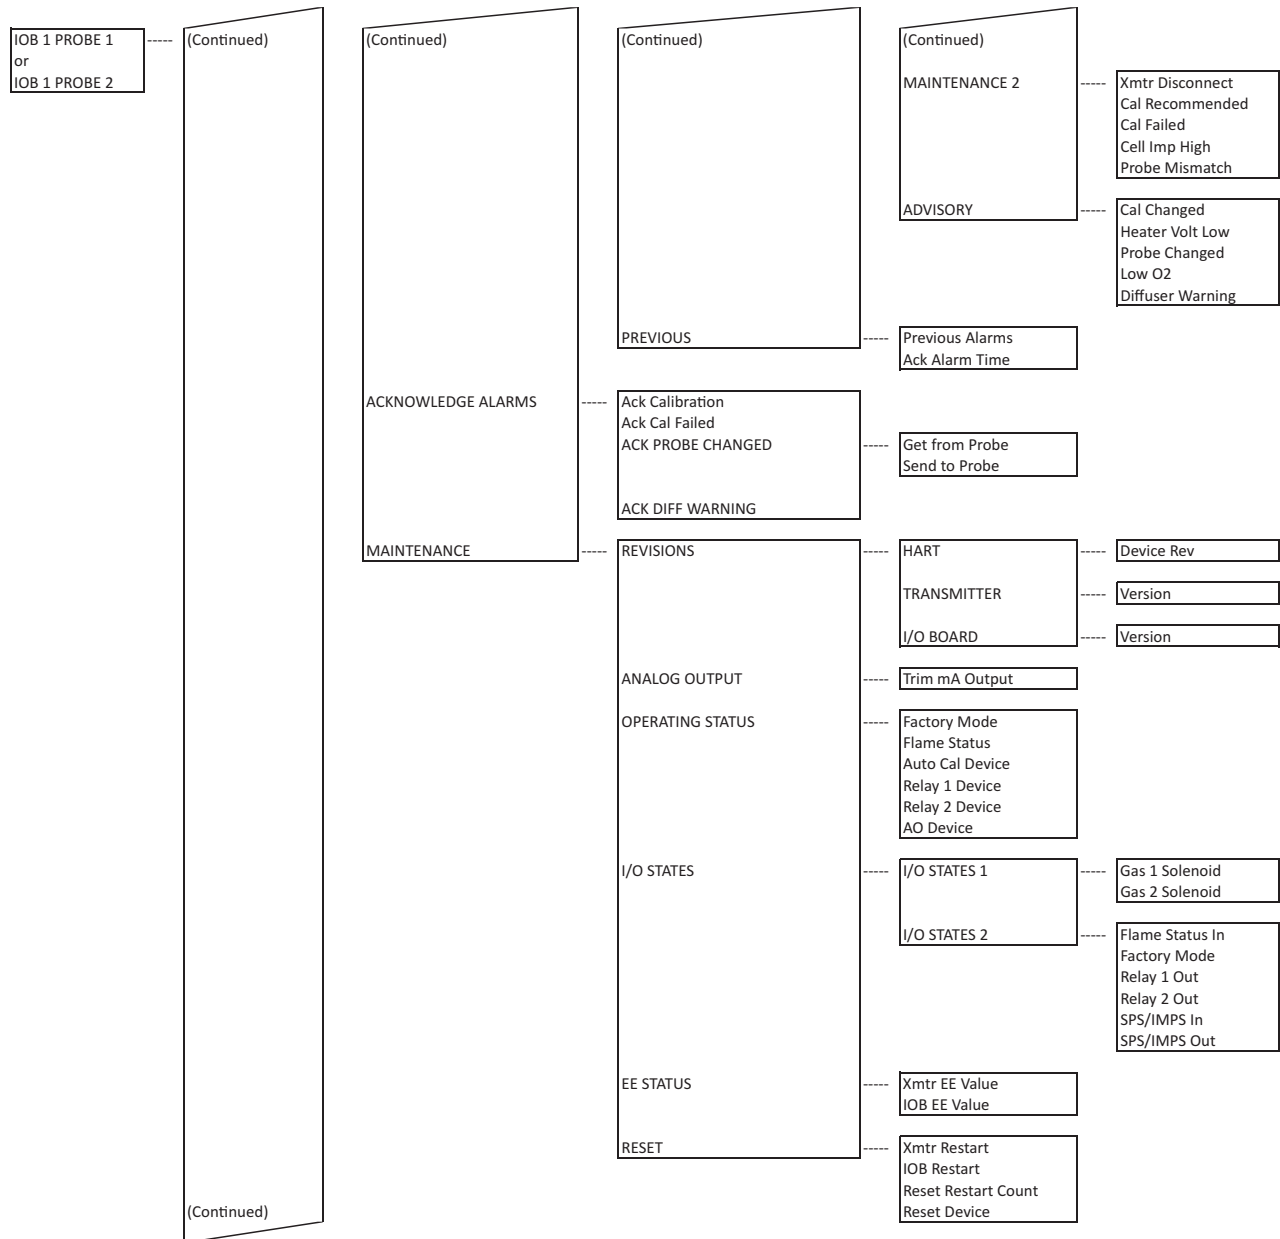 IOB 1 PROBE 1
or
IOB 1 PROBE 2
-----
(Continued)
(Continued)
(Continued)
(Continued)
MAINTENANCE 2
-----
Xmtr Disconnect
Cal Recommended
Cal Failed
Cell Imp High
Probe Mismatch
ADVISORY
-----
Cal Changed
Heater Volt Low
Probe Changed
Low O2
Diffuser Warning
PREVIOUS
-----
Previous Alarms
Ack Alarm Time
ACKNOWLEDGE ALARMS
-----
Ack Calibration
Ack Cal Failed
ACK PROBE CHANGED
-----
Get from Probe
Send to Probe
ACK DIFF WARNING
MAINTENANCE
-----
REVISIONS
-----
HART
-----
Device Rev
TRANSMITTER
-----
Version
I/O BOARD
-----
Version
ANALOG OUTPUT
-----
Trim mA Output
OPERATING STATUS
-----
Factory Mode
Flame Status
Auto Cal Device
Relay 1 Device
Relay 2 Device
AO Device
I/O STATES
-----
I/O STATES 1
-----
Gas 1 Solenoid
Gas 2 Solenoid
I/O STATES 2
-----
Flame Status In
Factory Mode
Relay 1 Out
Relay 2 Out
SPS/IMPS In
SPS/IMPS Out
EE STATUS
-----
Xmtr EE Value
IOB EE Value
RESET
-----
Xmtr Restart
IOB Restart
Reset Restart Count
Reset Device
(Continued)